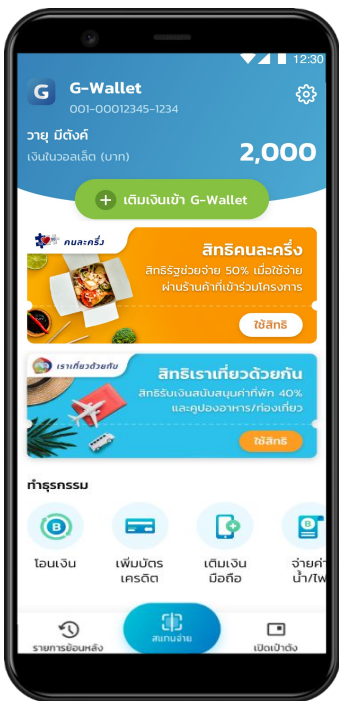 12:30
G
G-Wallet
001-00012345-1234
วายุ มีตังค์
เงินในวอลเล็ต (บาท)
2,000
เติมเงินเข้า G-Wallet
คนละครึ่ง
สิทธิคนละครึ่ง
สิทธิรัฐช่วยจ่าย 50% เมื่อใช้จ่าย
ผ่านร้านค้าที่เข้าร่วมโครงการ
ใช้สิทธิ
เราเที่ยวด้วยกัน
สิทธิเราเที่ยวด้วยกัน
สิทธิรับเงินสนับสนุนค่าที่พัก 40%
และคูปองอาหาร/ท่องเที่ยว
ใช้สิทธิ
ทำธุรกรรม
โอนเงิน
เพิ่มบัตร
เครดิต
เติมเงิน
มือถือ
จ่ายค่
น้ำ/ไฟ
รายการย้อนหลัง
สแกนจ่าย
เปิดเป๋าตัง